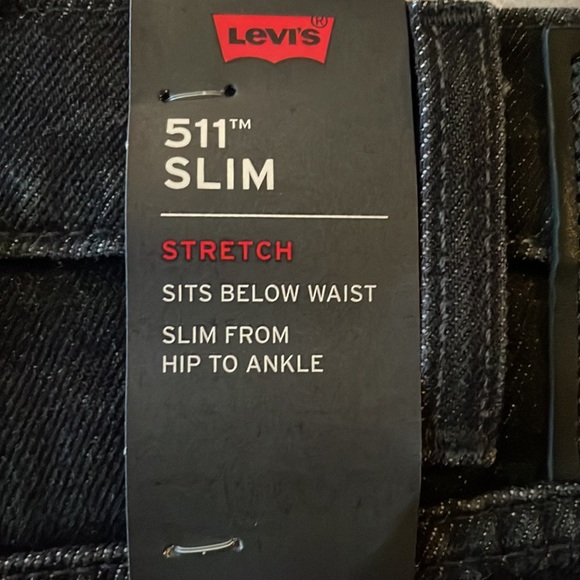 LEVI'S®
511™
SLIM
STRETCH
SITS BELOW WAIST
SLIM FROM
HIP TO ANKLE